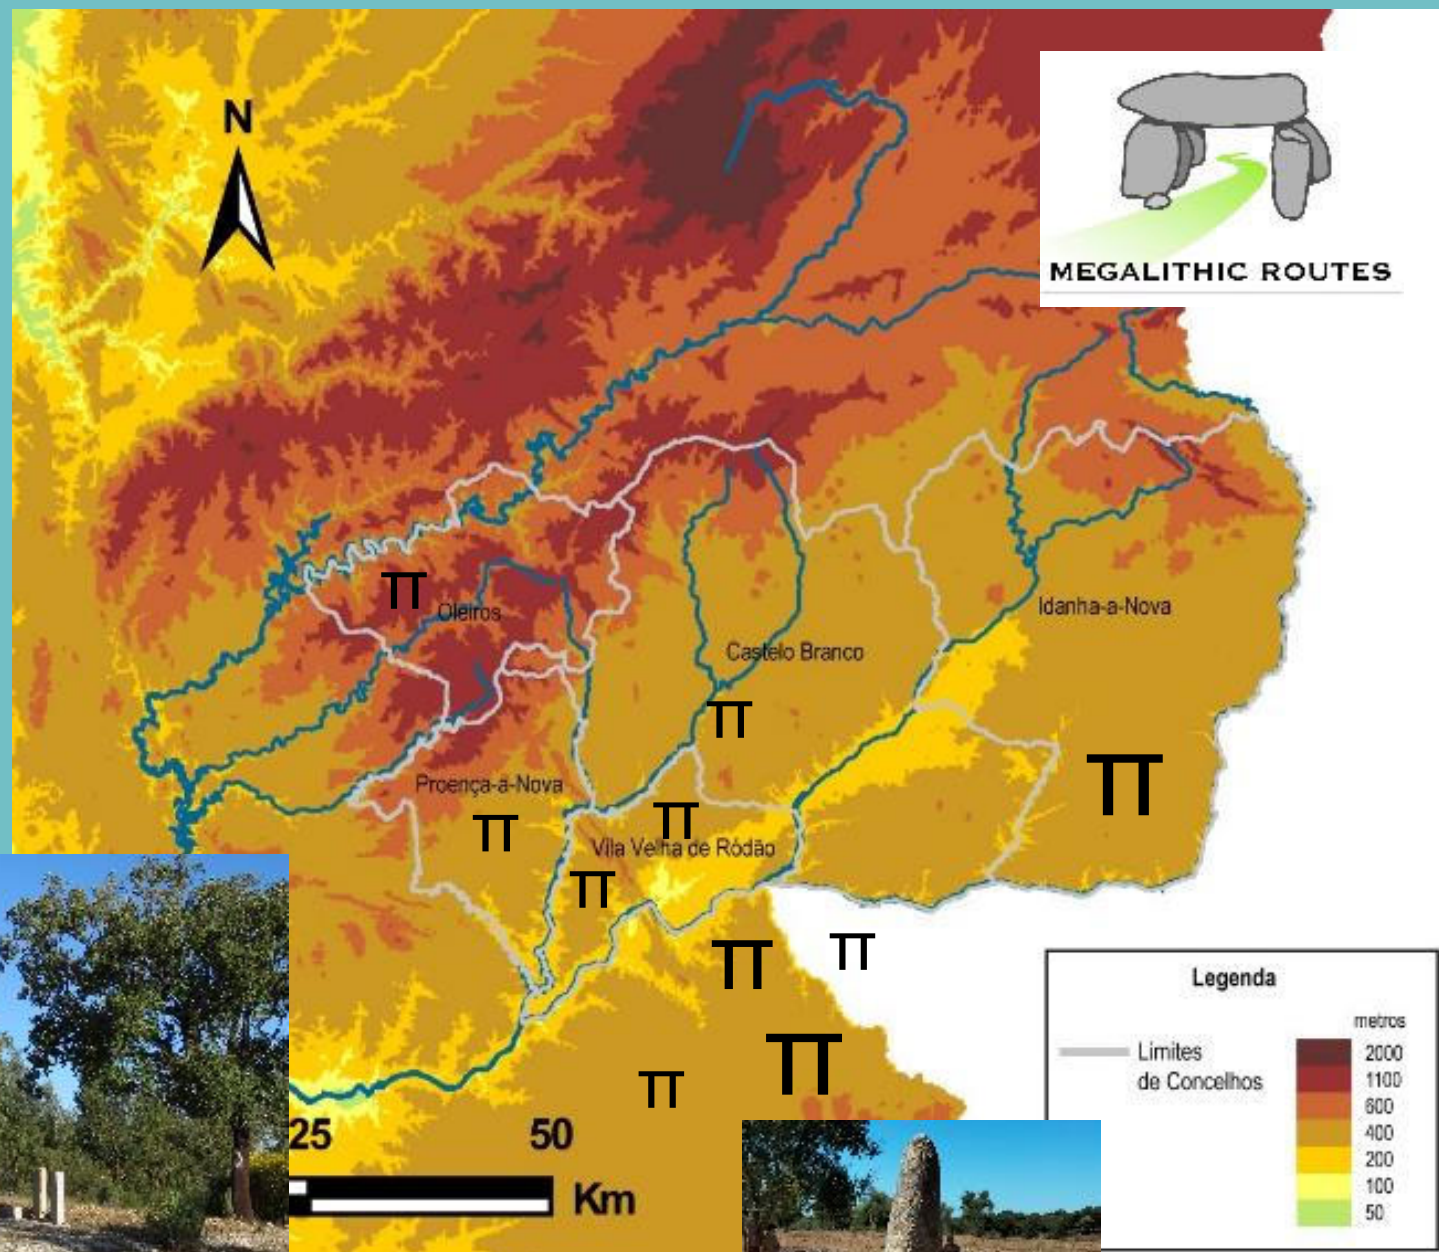 N
MEGALITHIC ROUTES
π
Oleiros
Idanha-a-Nova
Castelo Branco
π
π
Proença-a-Nova
π
π
Vila Velha de Ródão
π
π
π
π
π
Legenda
metros
Limites
de Concelhos
2000
1100
600
400
200
100
50
25
50
Km